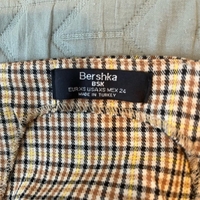 Bershka
BSK
EUR XS USA XS MEX 24
MADE IN TURKEY